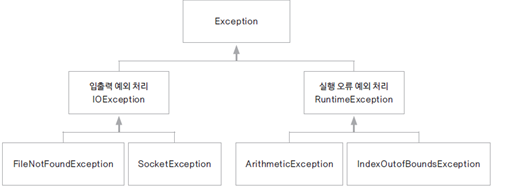 Exception
입출력 예외 처리
IOException
실행 오류 예외 처리
RuntimeException
FileNotFoundException
SocketException
ArithmeticException
IndexOutofBoundsException